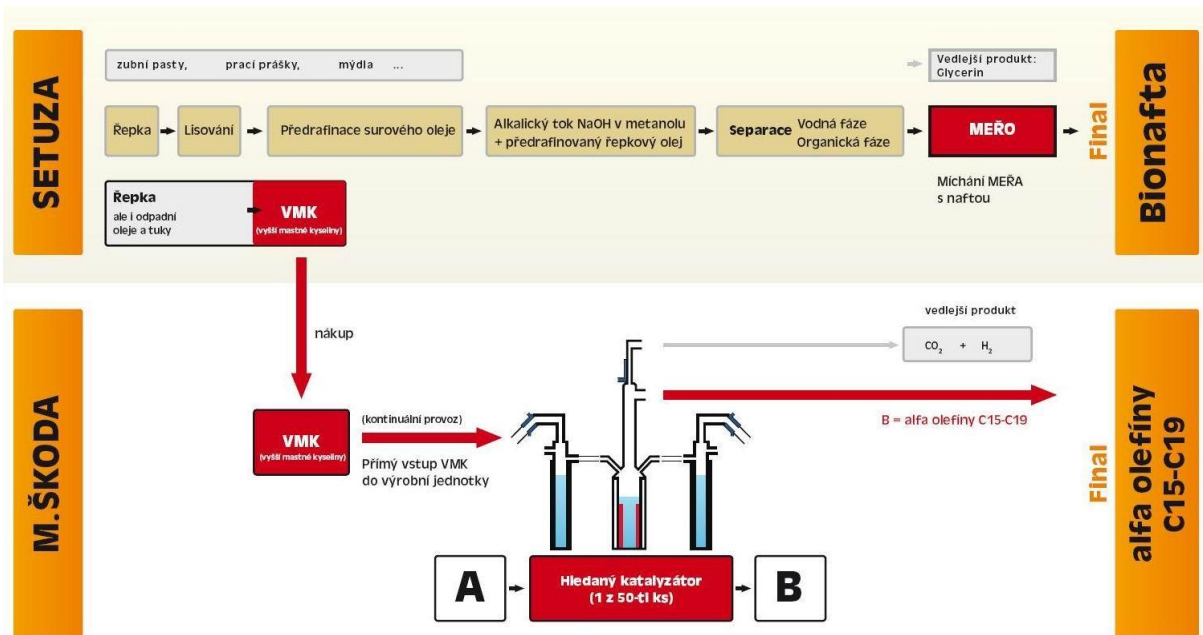 SETUZA
zubní pasty, prací prášky, mýdla ...
Vedlejší produkt:
Glycerin
Řepka
Lisování
Předrafinace surového oleje
Alkalický tok NaOH v metanolu
+ předrafinovaný řepkový olej
Separace
Vodná fáze
Organická fáze
MEŘO
Final
Bionafta
Míchání MEŘA
s naftou
Řepka
ale i odpadní
oleje a tuky
VMK
(vyšší mastné kyseliny)
nákup
M.ŠKODA
VMK
(vyšší mastné kyseliny)
(kontinuální provoz)
Přímý vstup VMK
do výrobní jednotky
vedlejší produkt
CO₂ + H₂
B = alfa olefíny C15-C19
Final
alfa olefíny
C15-C19
A
Hledaný katalyzátor
(1 z 50-ti ks)
B